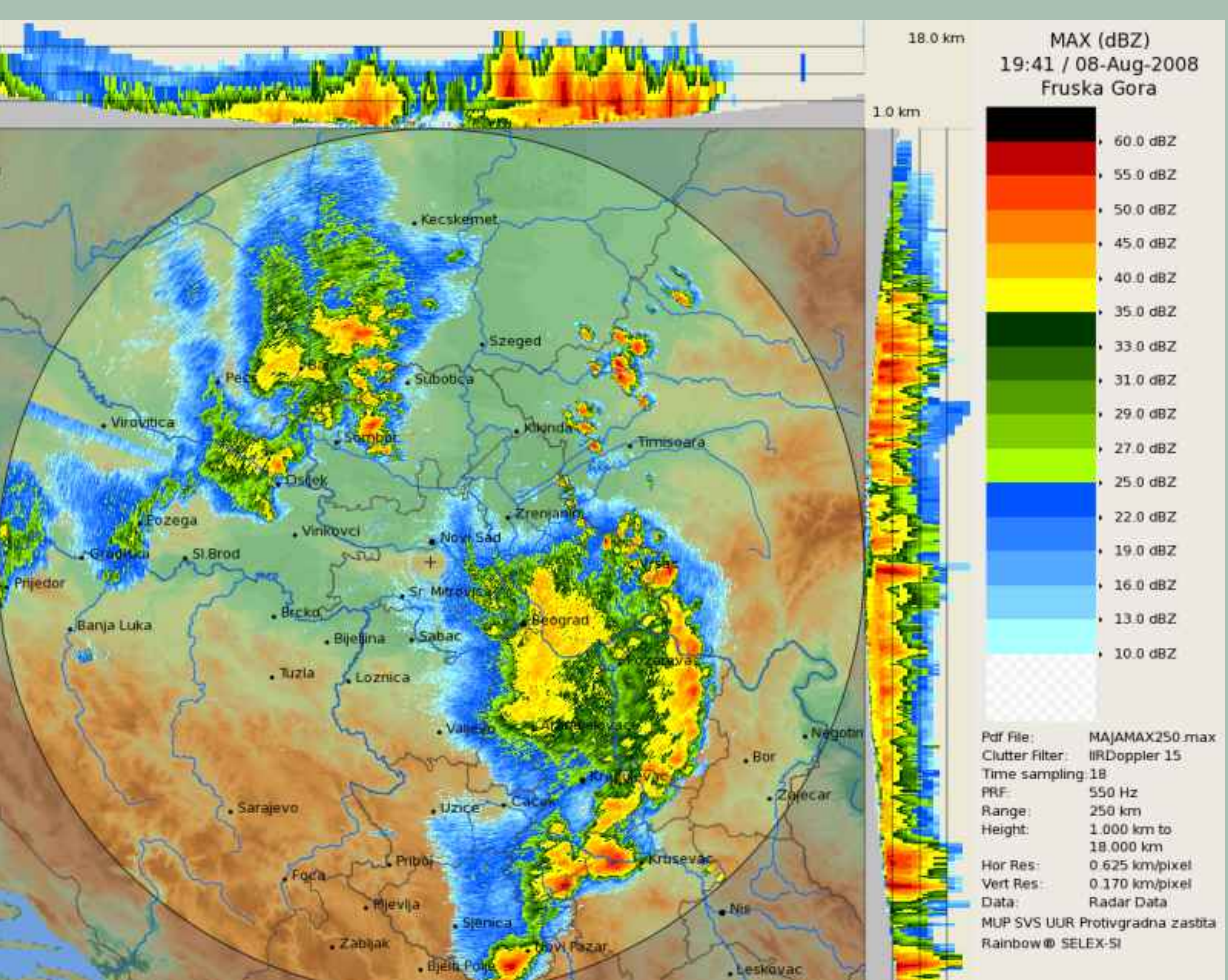 18.0 km
1.0 km
MAX (dBZ)
19:41 / 08-Aug-2008
Fruska Gora
60.0 dBZ
55.0 dBZ
50.0 dBZ
45.0 dBZ
40.0 dBZ
35.0 dBZ
33.0 dBZ
31.0 dBZ
29.0 dBZ
27.0 dBZ
25.0 dBZ
22.0 dBZ
19.0 dBZ
16.0 dBZ
13.0 dBZ
10.0 dBZ
Pdf File: MAJAMAX250.max
Clutter Filter: IIRDoppler 15
Time sampling:18
PRF: 550 Hz
Range: 250 km
Height: 1.000 km to
18.000 km
Hor Res: 0.625 km/pixel
Vert Res: 0.170 km/pixel
Data: Radar Data
MUP SVS UUR Protivgradna zastita
Rainbow® SELEX-SI
Kecskemet
Szeged
Subotica
Virovitica
Kikinda
Sombor
Timisoara
Osijek
Zrenjanin
Pozega
Vinkovci
Novi Sad
Gradiska
Sl.Brod
Vrsac
Prijedor
Sr. Mitrovica
Brcko
Beograd
Banja Luka
Bijeljina
Sabac
Tuzla
Loznica
Valjevo
Negotin
Bor
Kragujevac
Zajecar
Sarajevo
Uzice
Cacak
Priboj
Krusevac
Foca
Pljevlja
Nis
Sjenica
Zabljak
Novi Pazar
Bijelo Polje
Leskovac